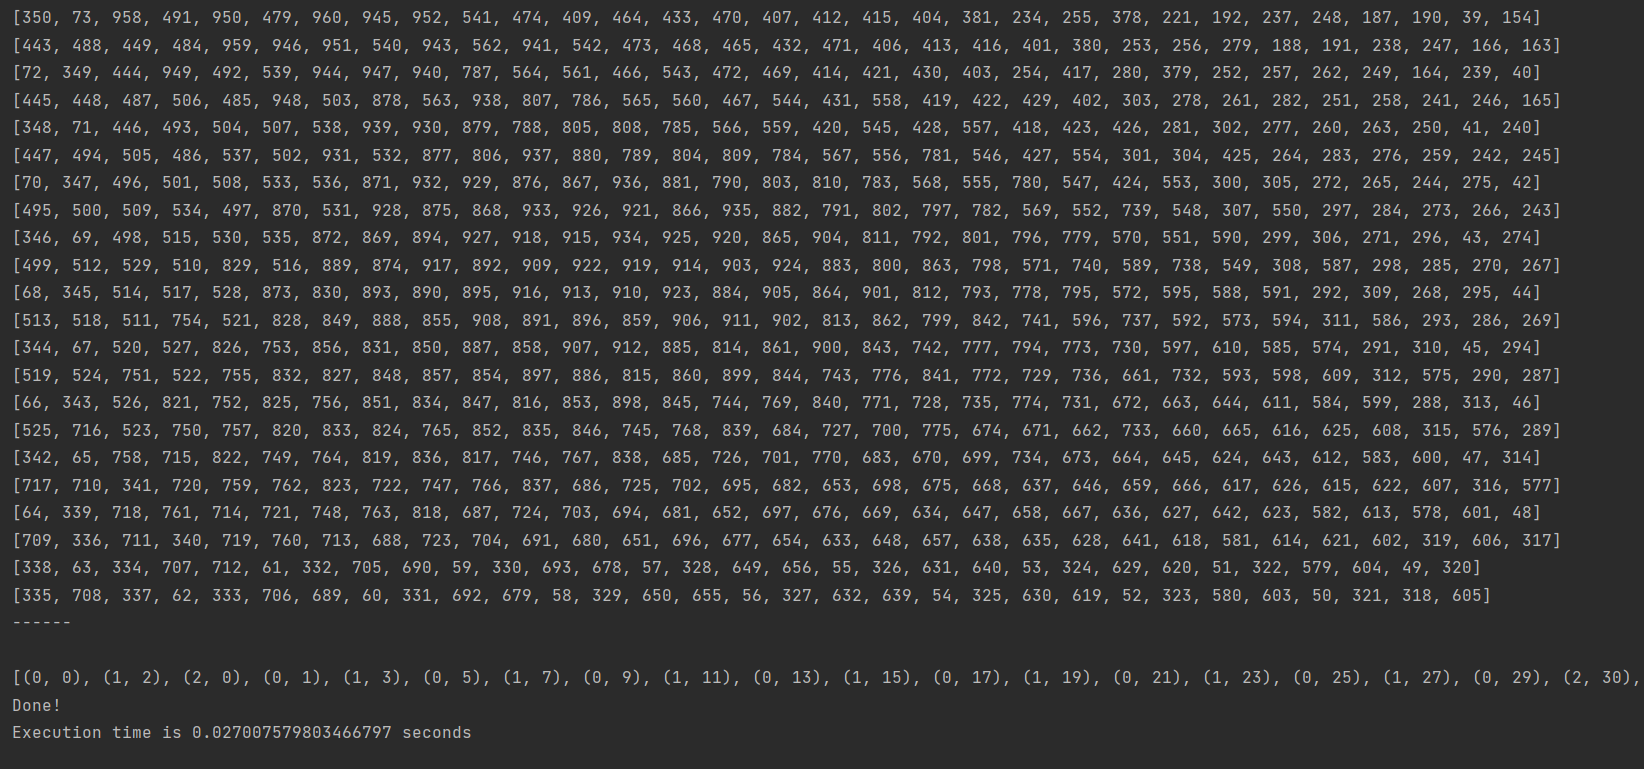 [350, 73, 958, 491, 950, 479, 960, 945, 952, 541, 474, 409, 464, 433, 470, 407, 412, 415, 404, 381, 234, 255, 378, 221, 192, 237, 248, 187, 190, 39, 154]
[443, 488, 449, 484, 959, 946, 951, 540, 943, 562, 941, 542, 473, 468, 465, 432, 471, 406, 413, 416, 401, 380, 253, 256, 279, 188, 191, 238, 247, 166, 163]
[72, 349, 444, 949, 492, 539, 944, 947, 940, 787, 564, 561, 466, 543, 472, 469, 414, 421, 430, 403, 254, 417, 280, 379, 252, 257, 262, 249, 164, 239, 40]
[445, 448, 487, 506, 485, 948, 503, 878, 563, 938, 807, 786, 565, 560, 467, 544, 431, 558, 419, 422, 429, 402, 303, 278, 261, 282, 251, 258, 241, 246, 165]
[348, 71, 446, 493, 504, 507, 538, 939, 930, 879, 788, 805, 808, 785, 566, 559, 420, 545, 428, 557, 418, 423, 426, 281, 302, 277, 260, 263, 250, 41, 240]
[447, 494, 505, 486, 537, 502, 931, 532, 877, 806, 937, 880, 789, 804, 809, 784, 567, 556, 781, 546, 427, 554, 301, 304, 425, 264, 283, 276, 259, 242, 245]
[70, 347, 496, 501, 508, 533, 536, 871, 932, 929, 876, 867, 936, 881, 790, 803, 810, 783, 568, 555, 780, 547, 424, 553, 300, 305, 272, 265, 244, 275, 42]
[495, 500, 509, 534, 497, 870, 531, 928, 875, 868, 933, 926, 921, 866, 935, 882, 791, 802, 797, 782, 569, 552, 739, 548, 307, 550, 297, 284, 273, 266, 243]
[346, 69, 498, 515, 530, 535, 872, 869, 894, 927, 918, 915, 934, 925, 920, 865, 904, 811, 792, 801, 796, 779, 570, 551, 590, 299, 306, 271, 296, 43, 274]
[499, 512, 529, 510, 829, 516, 889, 874, 917, 892, 909, 922, 919, 914, 903, 924, 883, 800, 863, 798, 571, 740, 589, 738, 549, 308, 587, 298, 285, 270, 267]
[68, 345, 514, 517, 528, 873, 830, 893, 890, 895, 916, 913, 910, 923, 884, 905, 864, 901, 812, 793, 778, 795, 572, 595, 588, 591, 292, 309, 268, 295, 44]
[513, 518, 511, 754, 521, 828, 849, 888, 855, 908, 891, 896, 859, 906, 911, 902, 813, 862, 799, 842, 741, 596, 737, 592, 573, 594, 311, 586, 293, 286, 269]
[344, 67, 520, 527, 826, 753, 856, 831, 850, 887, 858, 907, 912, 885, 814, 861, 900, 843, 742, 777, 794, 773, 730, 597, 610, 585, 574, 291, 310, 45, 294]
[519, 524, 751, 522, 755, 832, 827, 848, 857, 854, 897, 886, 815, 860, 899, 844, 743, 776, 841, 772, 729, 736, 661, 732, 593, 598, 609, 312, 575, 290, 287]
[66, 343, 526, 821, 752, 825, 756, 851, 834, 847, 816, 853, 898, 845, 744, 769, 840, 771, 728, 735, 774, 731, 672, 663, 644, 611, 584, 599, 288, 313, 46]
[525, 716, 523, 750, 757, 820, 833, 824, 765, 852, 835, 846, 745, 768, 839, 684, 727, 700, 775, 674, 671, 662, 733, 660, 665, 616, 625, 608, 315, 576, 289]
[342, 65, 758, 715, 822, 749, 764, 819, 836, 817, 746, 767, 838, 685, 726, 701, 770, 683, 670, 699, 734, 673, 664, 645, 624, 643, 612, 583, 600, 47, 314]
[717, 710, 341, 720, 759, 762, 823, 722, 747, 766, 837, 686, 725, 702, 695, 682, 653, 698, 675, 668, 637, 646, 659, 666, 617, 626, 615, 622, 607, 316, 577]
[64, 339, 718, 761, 714, 721, 748, 763, 818, 687, 724, 703, 694, 681, 652, 697, 676, 669, 634, 647, 658, 667, 636, 627, 642, 623, 582, 613, 578, 601, 48]
[709, 336, 711, 340, 719, 760, 713, 688, 723, 704, 691, 680, 651, 696, 677, 654, 633, 648, 657, 638, 635, 628, 641, 618, 581, 614, 621, 602, 319, 606, 317]
[338, 63, 334, 707, 712, 61, 332, 705, 690, 59, 330, 693, 678, 57, 328, 649, 656, 55, 326, 631, 640, 53, 324, 629, 620, 51, 322, 579, 604, 49, 320]
[335, 708, 337, 62, 333, 706, 689, 60, 331, 692, 679, 58, 329, 650, 655, 56, 327, 632, 639, 54, 325, 630, 619, 52, 323, 580, 603, 50, 321, 318, 605]
------
[(0, 0), (1, 2), (2, 0), (0, 1), (1, 3), (0, 5), (1, 7), (0, 9), (1, 11), (0, 13), (1, 15), (0, 17), (1, 19), (0, 21), (1, 23), (0, 25), (1, 27), (0, 29), (2, 30),
Done!
Execution time is 0.027007579803466797 seconds